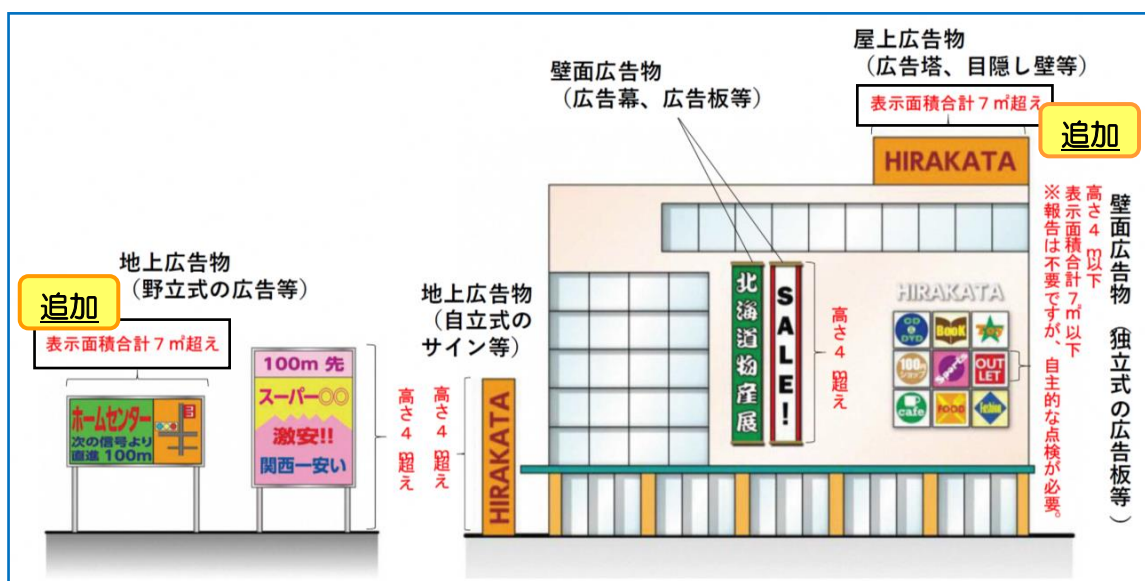 屋上広告物
（広告塔、目隠し壁等）
表示面積合計７㎡超え
追加
壁面広告物
（広告幕、広告板等）
HIRAKATA
地上広告物
（野立式の広告等）
追加
表示面積合計７㎡超え
ホームセンター
次の信号より
直進 100m
100m 先
スーパー○○
激安!!
関西一安い
高さ４ｍ超え
地上広告物
（自立式の
サイン等）
高さ４ｍ超え
HIRAKATA
北海道物産展
SALE!
高さ４ｍ超え
HIRAKATA
CD
&
DVD
BooK
Toy
100円
ショップ
Sports
OUT
LET
cafe
FOOD
Fashion
壁面広告物（独立式の広告板等）
高さ４ｍ以下
表示面積合計７㎡以下
※報告は不要ですが、自主的な点検が必要。